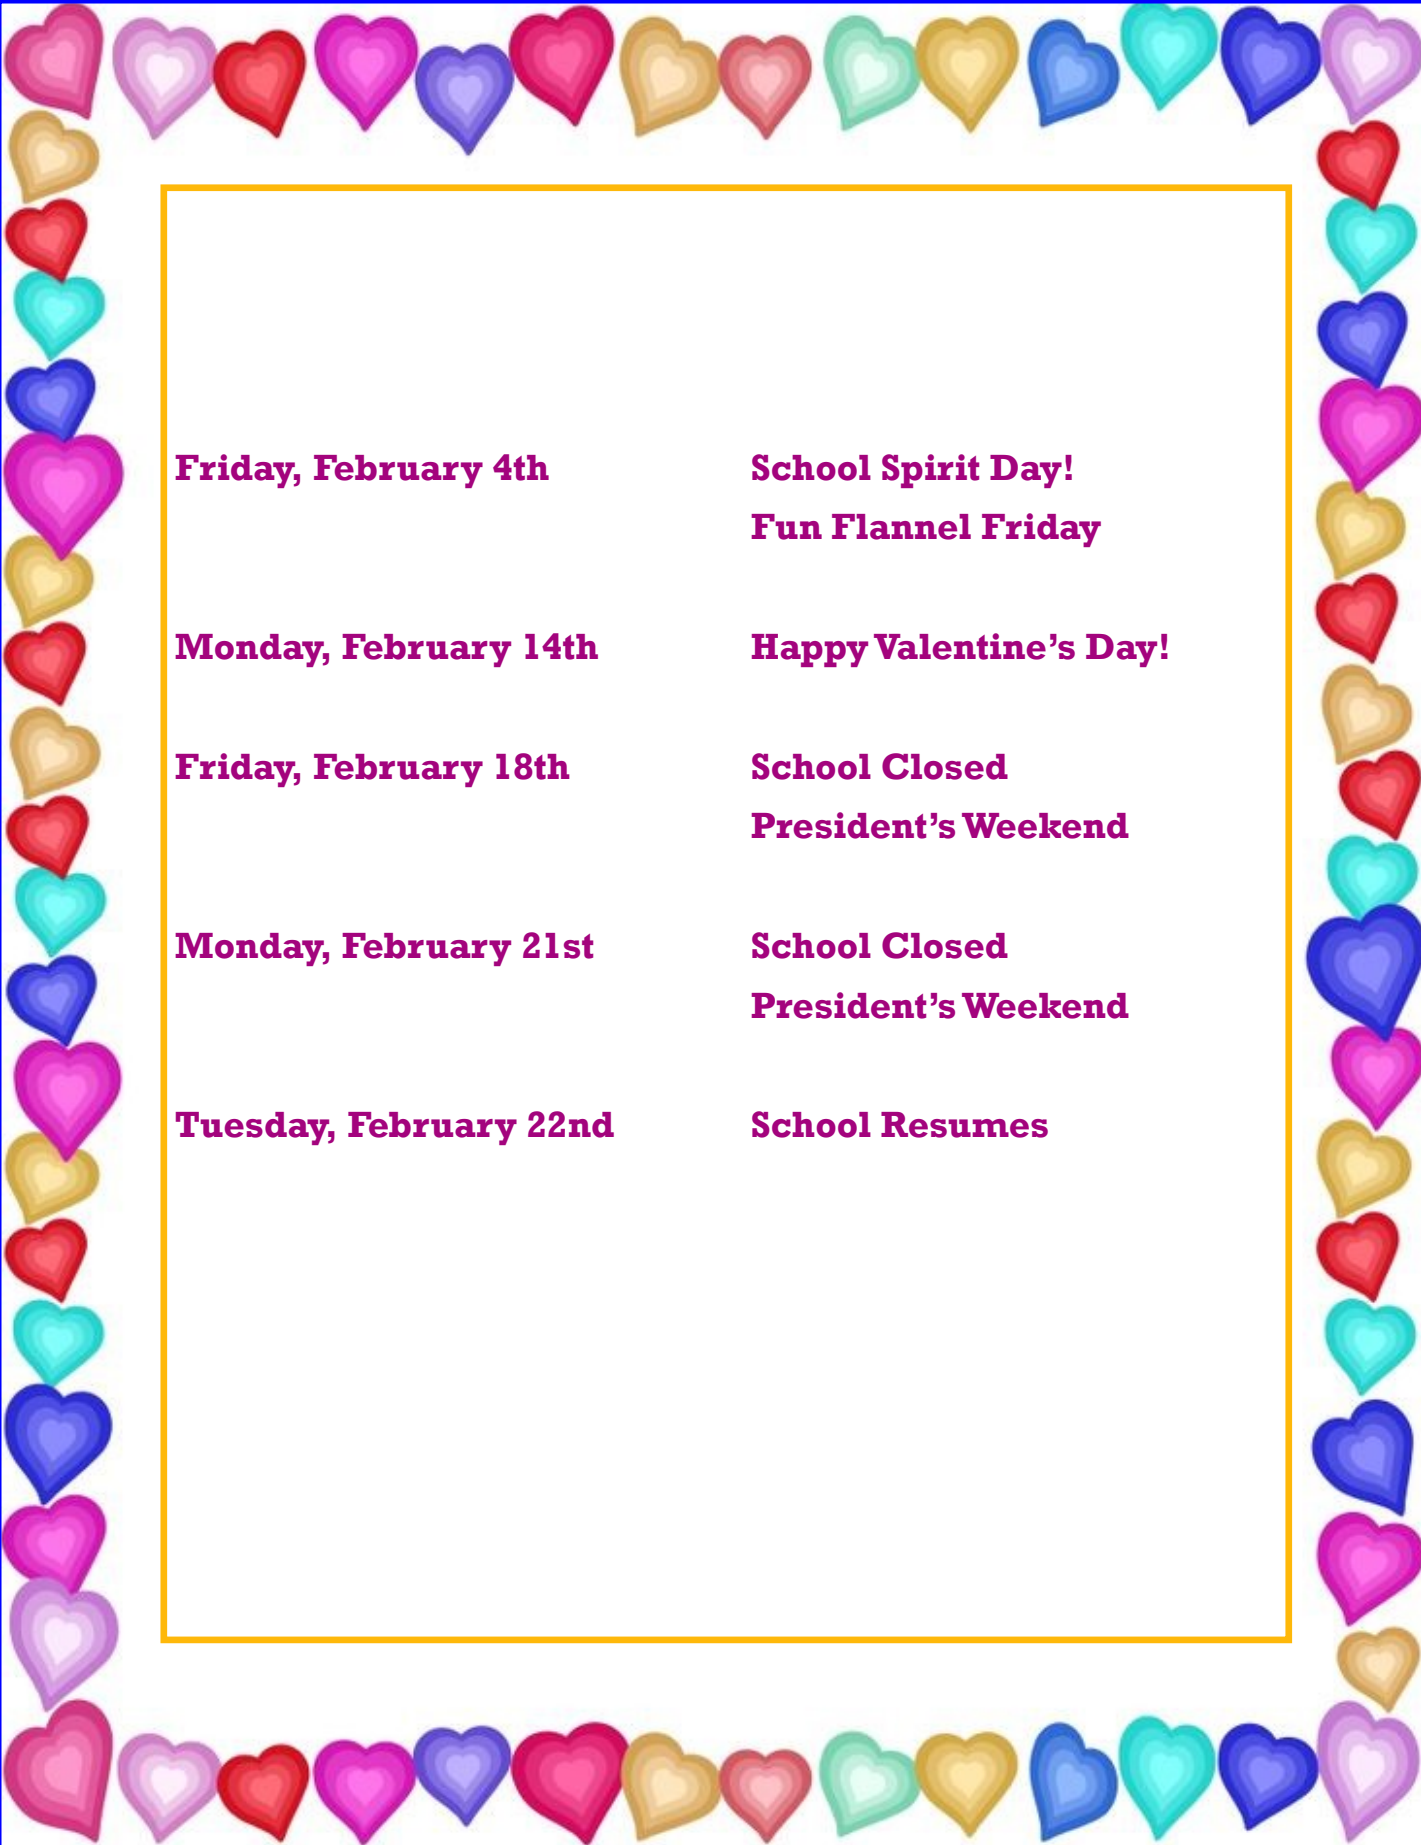 Friday, February 4th School Spirit Day!
Fun Flannel Friday
Monday, February 14th Happy Valentine’s Day!
Friday, February 18th School Closed
President’s Weekend
Monday, February 21st School Closed
President’s Weekend
Tuesday, February 22nd School Resumes